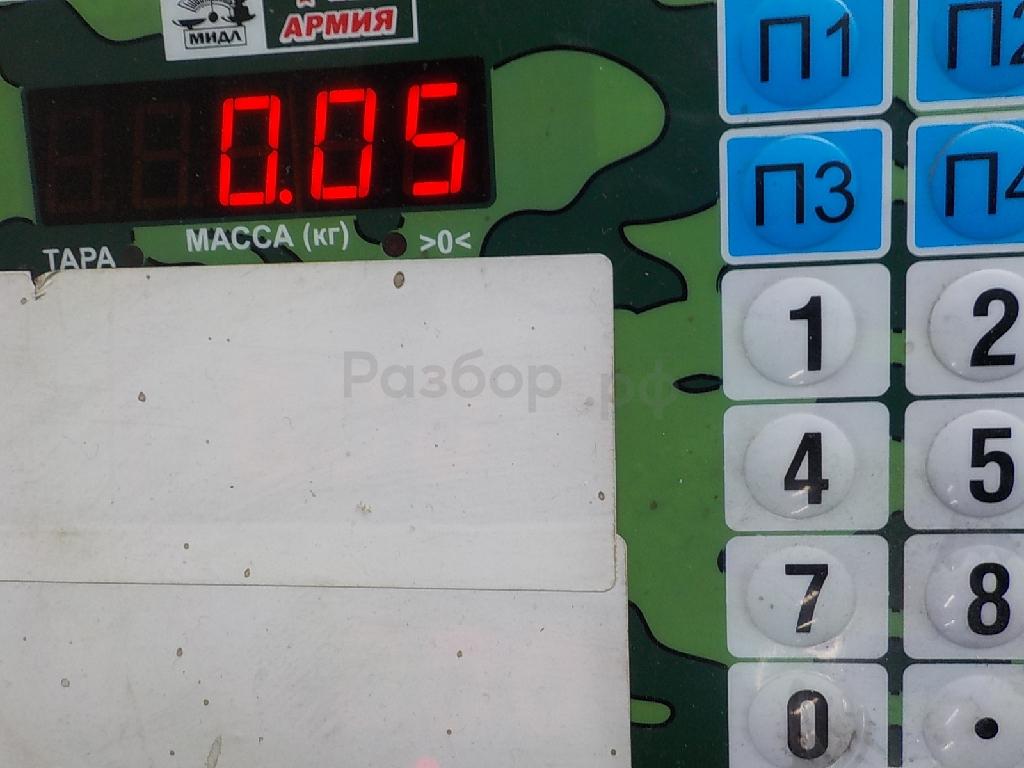 МИДЛ
АРМИЯ
0.05
ТАРА
МАССА (кг)
>0<
Разбор.рф
П1
П2
П3
П4
1
2
4
5
7
8
0
.